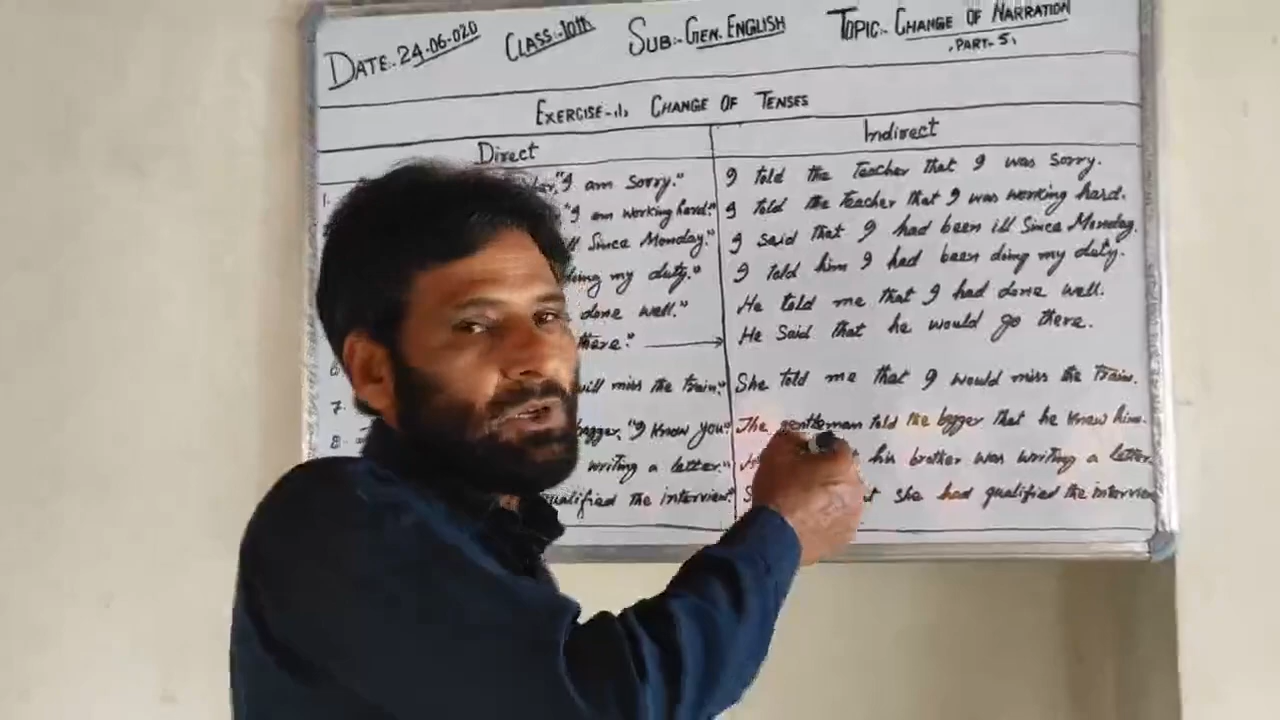 DATE. 24-06-020 CLASS:-10th SUB:- GEN. ENGLISH TOPIC:- CHANGE OF NARRATION
PART-5
EXERCISE-1, CHANGE OF TENSES
Direct Indirect
1. "I am sorry." I told the Teacher that I was sorry.
"I am working hard." I told the teacher that I was working hard.
Since Monday." I said that I had been ill Since Monday.
my duty." I told him I had been doing my duty.
done well." He told me that I had done well.
there." He Said that he would go there.
7. will miss the train." She told me that I would miss the train.
8. begger, "I know you" The gentleman told the begger that he knew him.
writing a letter." his brother was writing a letter.
qualified the interview." she had qualified the interview